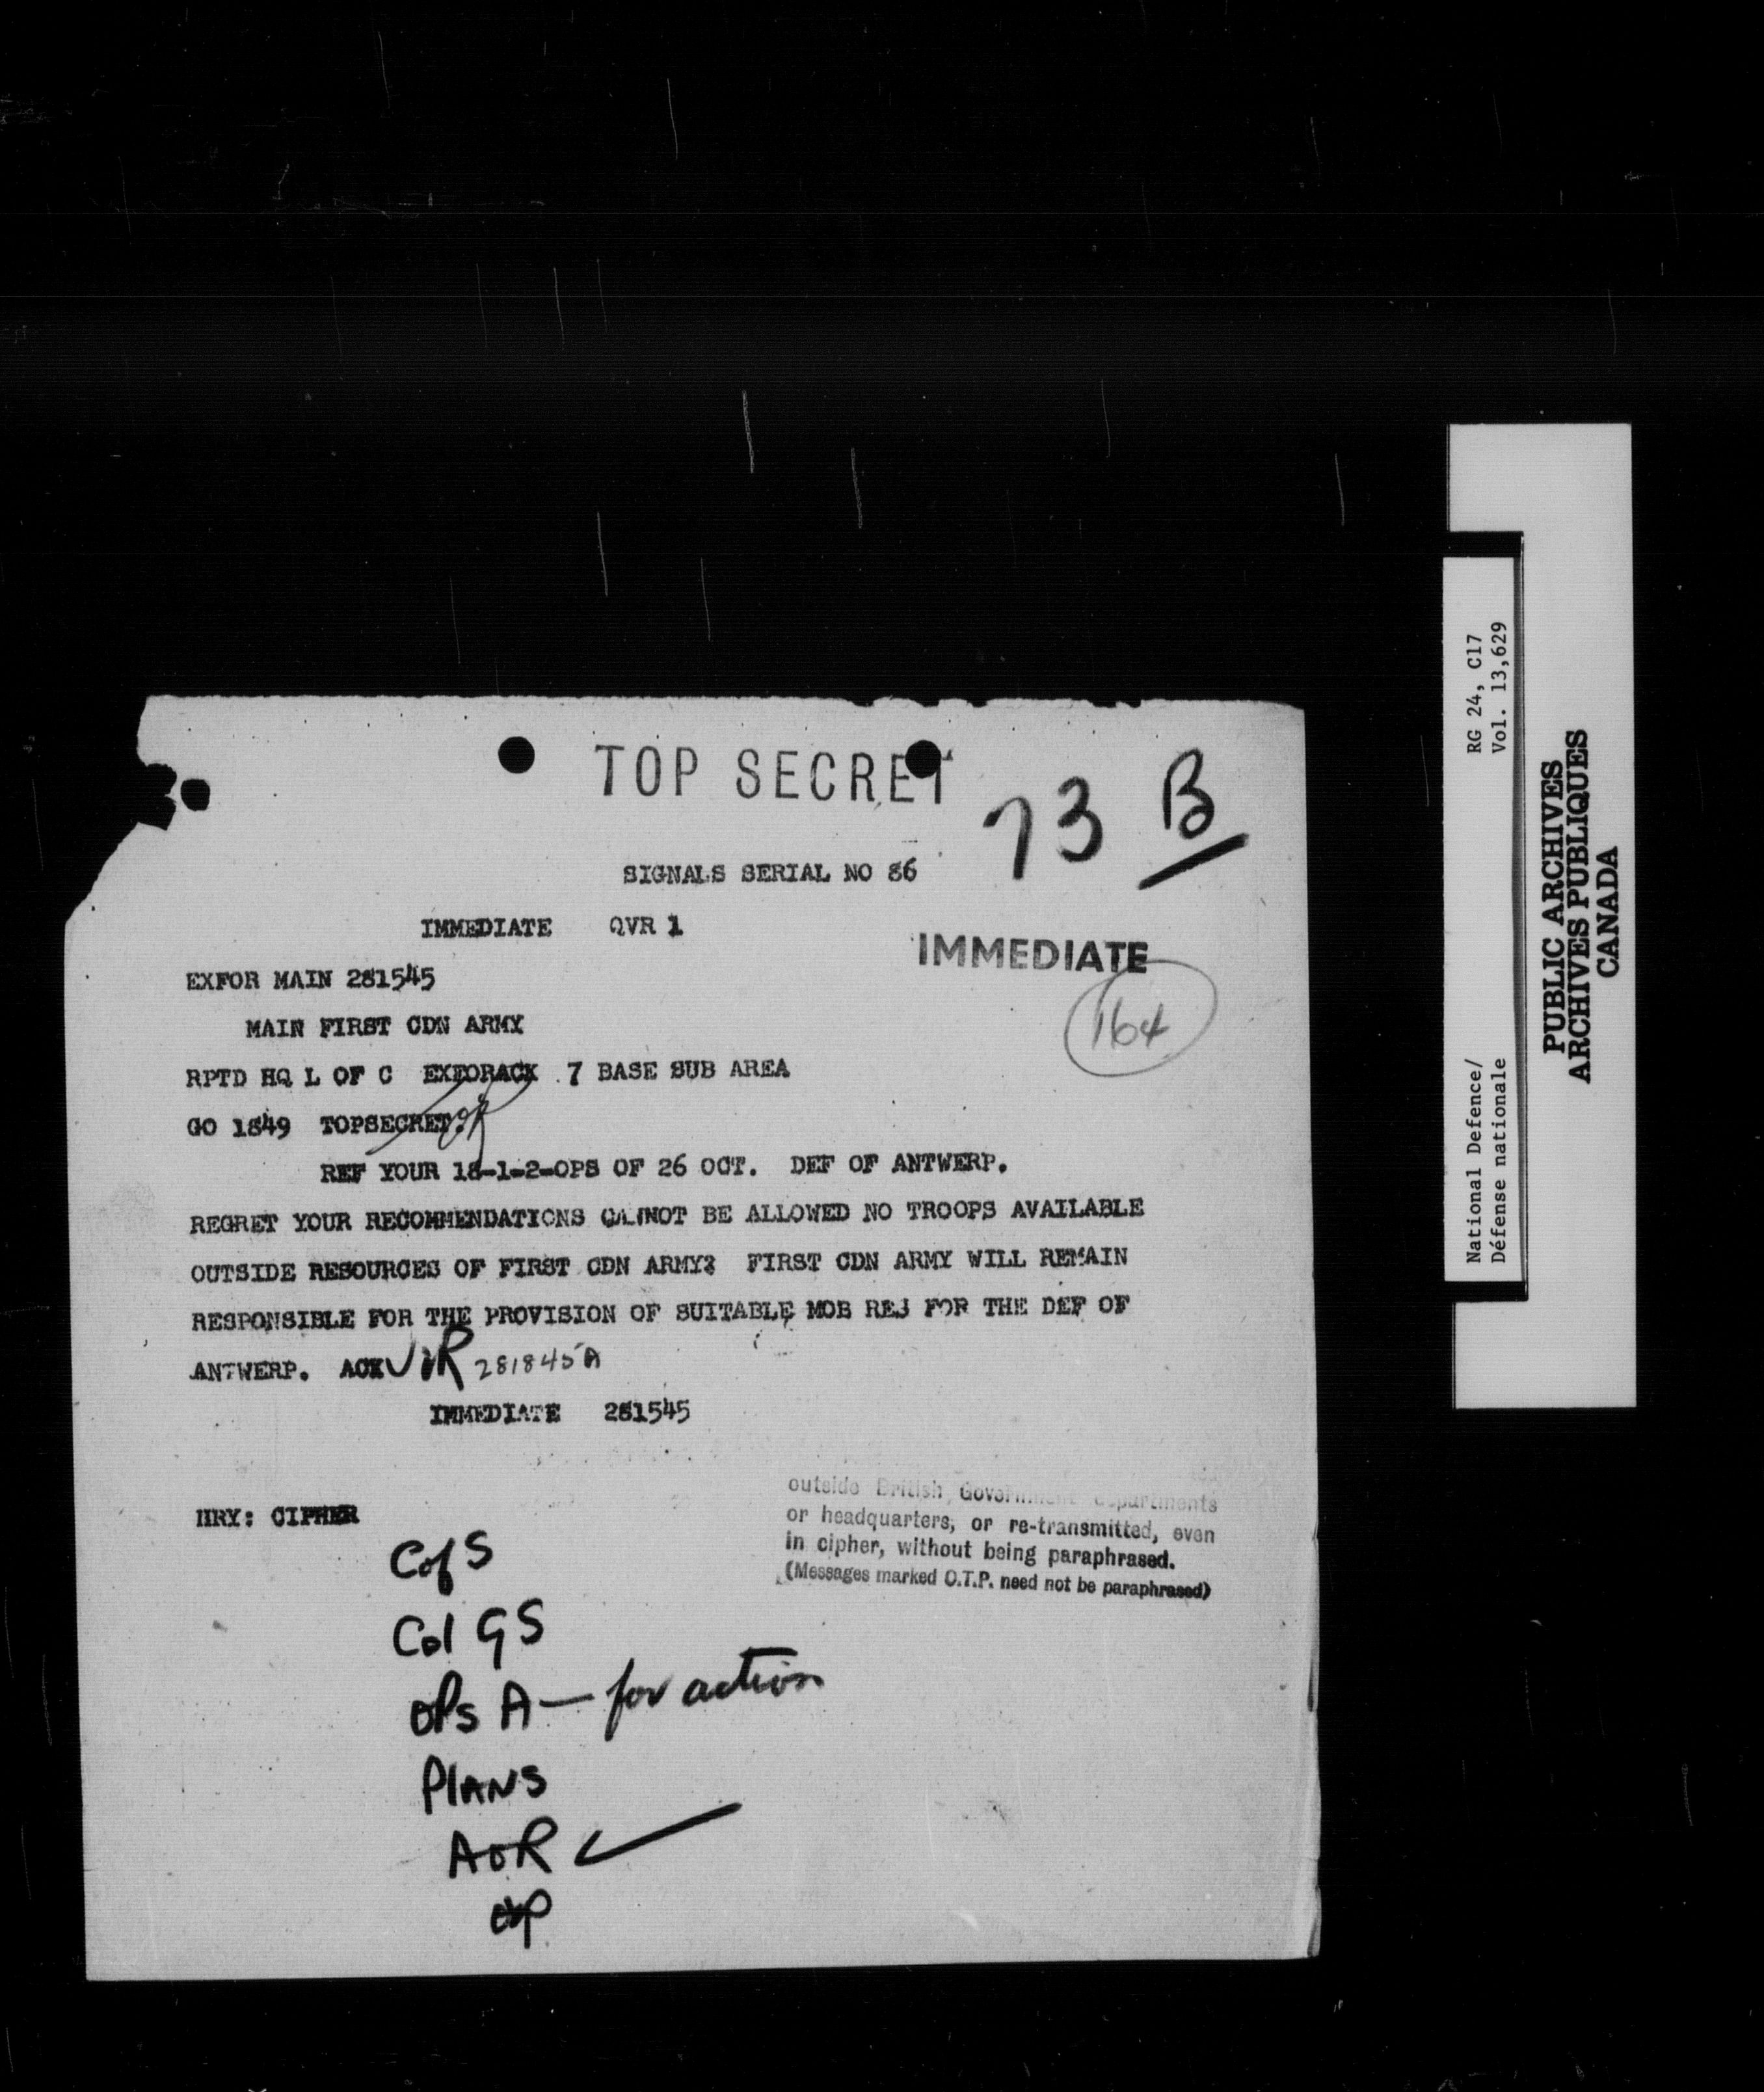 TOP SECRET
73 B
SIGNALS SERIAL NO 86
IMMEDIATE QVR 1
IMMEDIATE
EXFOR MAIN 281545
164
MAIN FIRST CDN ARMY
RPTD HQ L OF C EXFORACK 7 BASE SUB AREA
GO 1849 TOPSECRET.
REF YOUR 18-1-2-OPS OF 26 OCT. DEF OF ANTWERP.
REGRET YOUR RECOMMENDATIONS CANNOT BE ALLOWED NO TROOPS AVAILABLE
OUTSIDE RESOURCES OF FIRST CDN ARMY? FIRST CDN ARMY WILL REMAIN
RESPONSIBLE FOR THE PROVISION OF SUITABLE MOB RES FOR THE DEF OF
ANTWERP. ACK 281845A
IMMEDIATE 281545
HRY: CIPHER
outside British Government departments
or headquarters, or re-transmitted, even
in cipher, without being paraphrased.
(Messages marked O.T.P. need not be paraphrased)
C of S
Col GS
OPs A — for action
PLANS
AOR
National Defence/ RG 24, C17
Défense nationale Vol. 13,629
PUBLIC ARCHIVES
ARCHIVES PUBLIQUES
CANADA